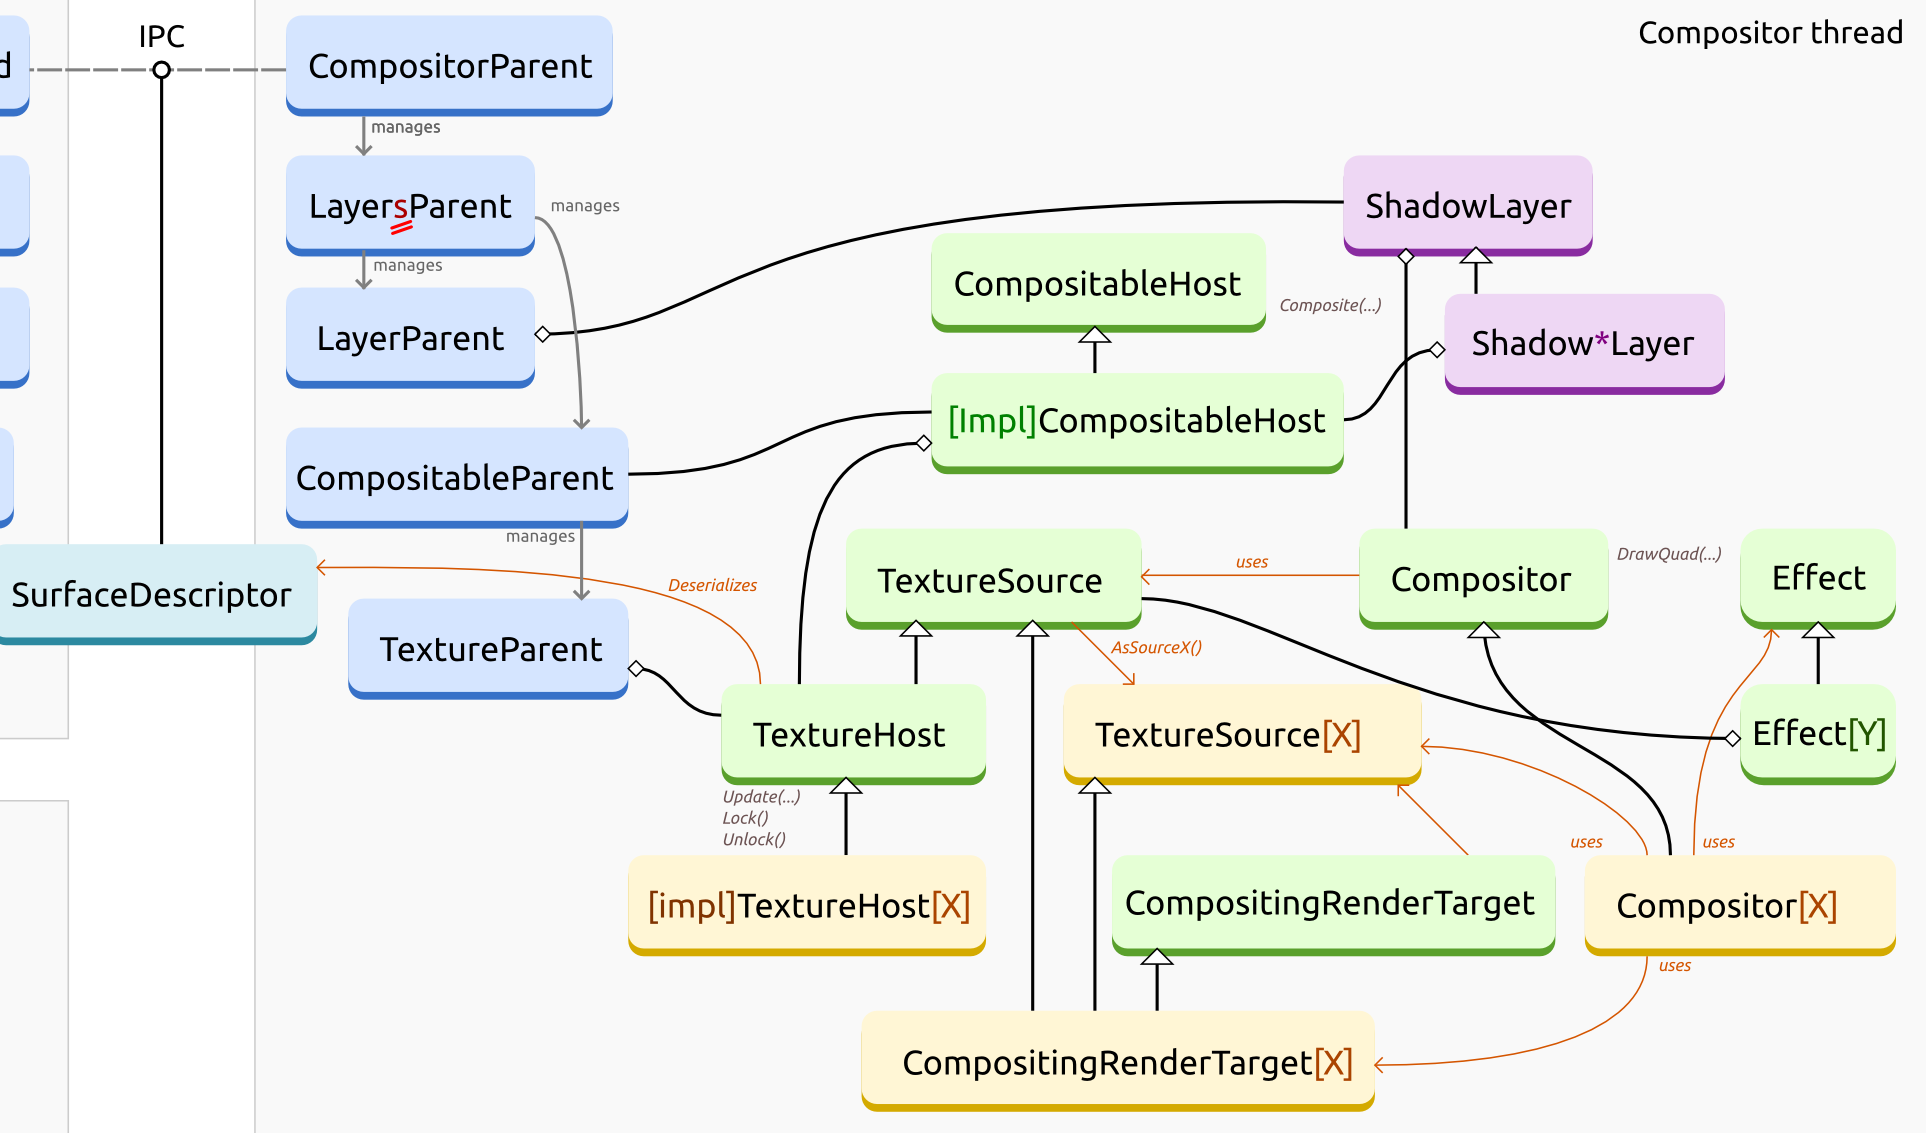 IPC
Compositor thread
d
CompositorParent
manages
LayersParent
manages
ShadowLayer
manages
CompositableHost
Composite(...)
LayerParent
Shadow*Layer
[Impl]CompositableHost
CompositableParent
manages
SurfaceDescriptor
Deserializes
TextureSource
uses
Compositor
DrawQuad(...)
Effect
TextureParent
AsSourceX()
TextureHost
TextureSource[X]
Effect[Y]
Update(...)
Lock()
Unlock()
uses
uses
[impl]TextureHost[X]
CompositingRenderTarget
Compositor[X]
uses
CompositingRenderTarget[X]